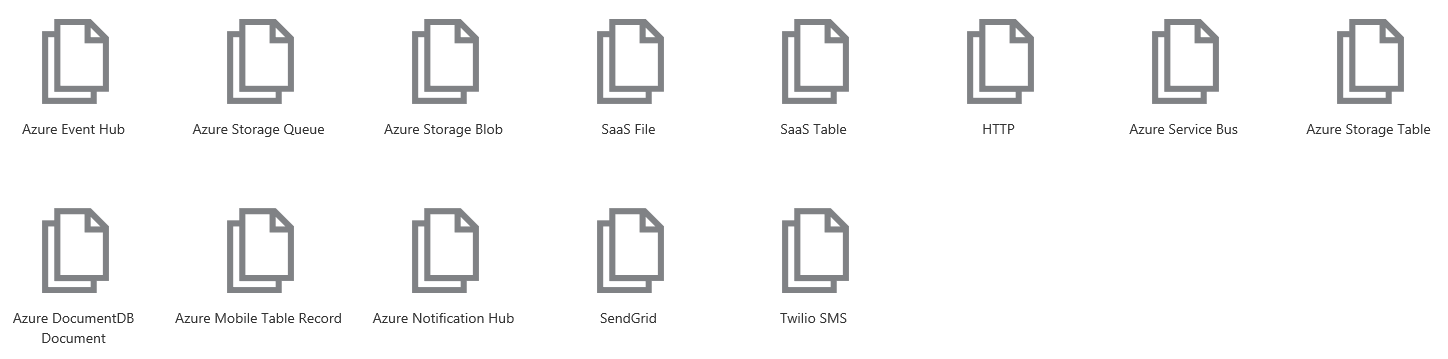 Azure Event Hub
Azure Storage Queue
Azure Storage Blob
SaaS File
SaaS Table
HTTP
Azure Service Bus
Azure Storage Table
Azure DocumentDB
Document
Azure Mobile Table Record
Azure Notification Hub
SendGrid
Twilio SMS